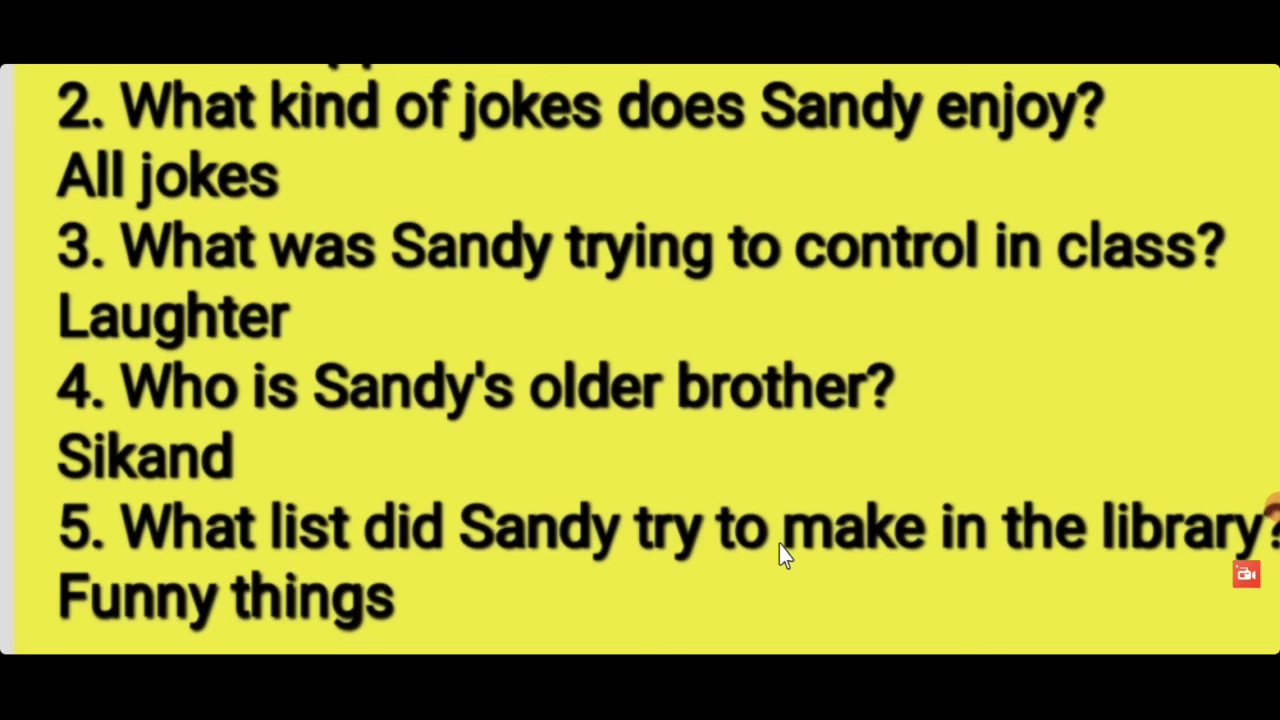 2. What kind of jokes does Sandy enjoy?
All jokes
3. What was Sandy trying to control in class?
Laughter
4. Who is Sandy's older brother?
Sikand
5. What list did Sandy try to make in the library?
Funny things